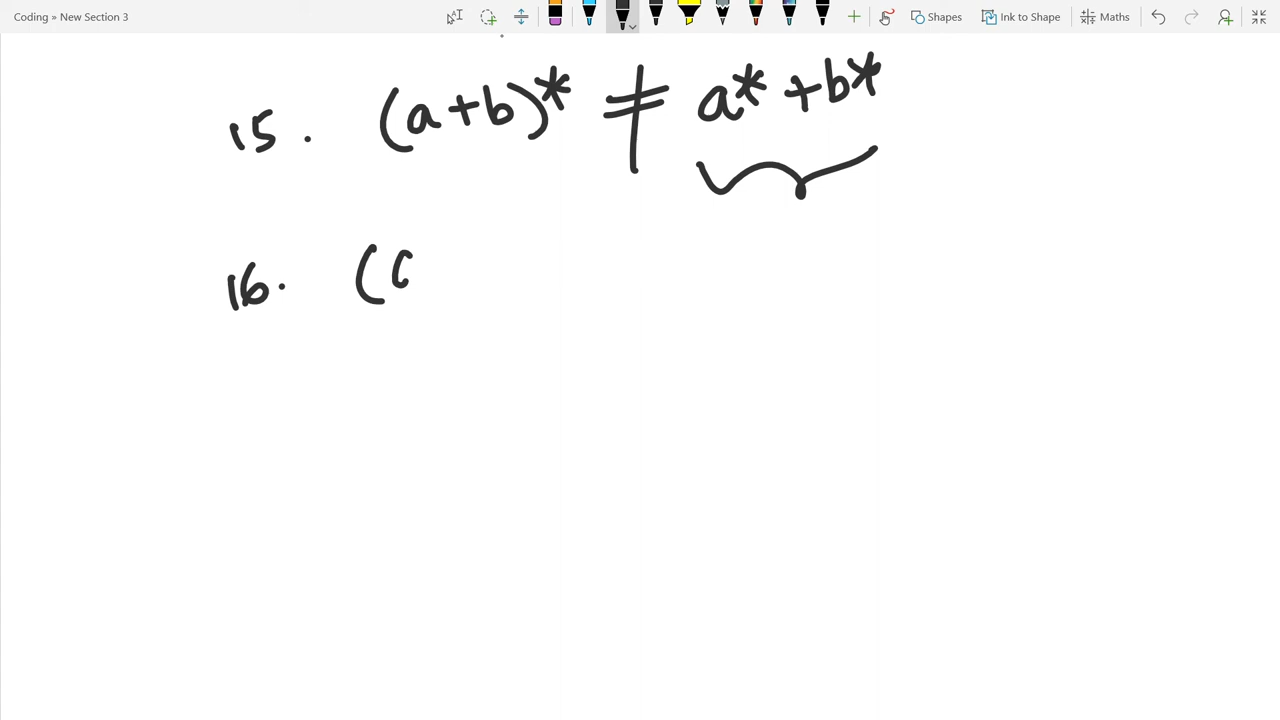 Coding » New Section 3
Shapes
Ink to Shape
Maths
15. (a+b)* ≠ a* + b*
16. (